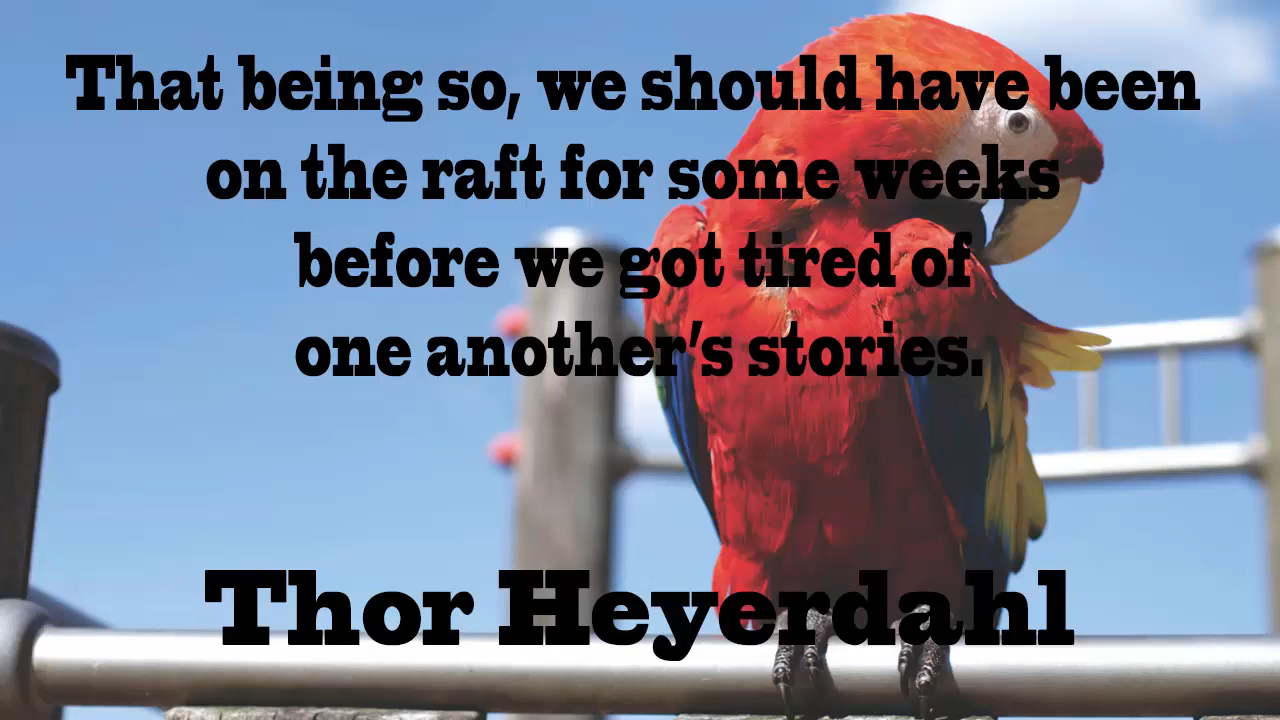 That being so, we should have been
on the raft for some weeks
before we got tired of
one another's stories.
Thor Heyerdahl